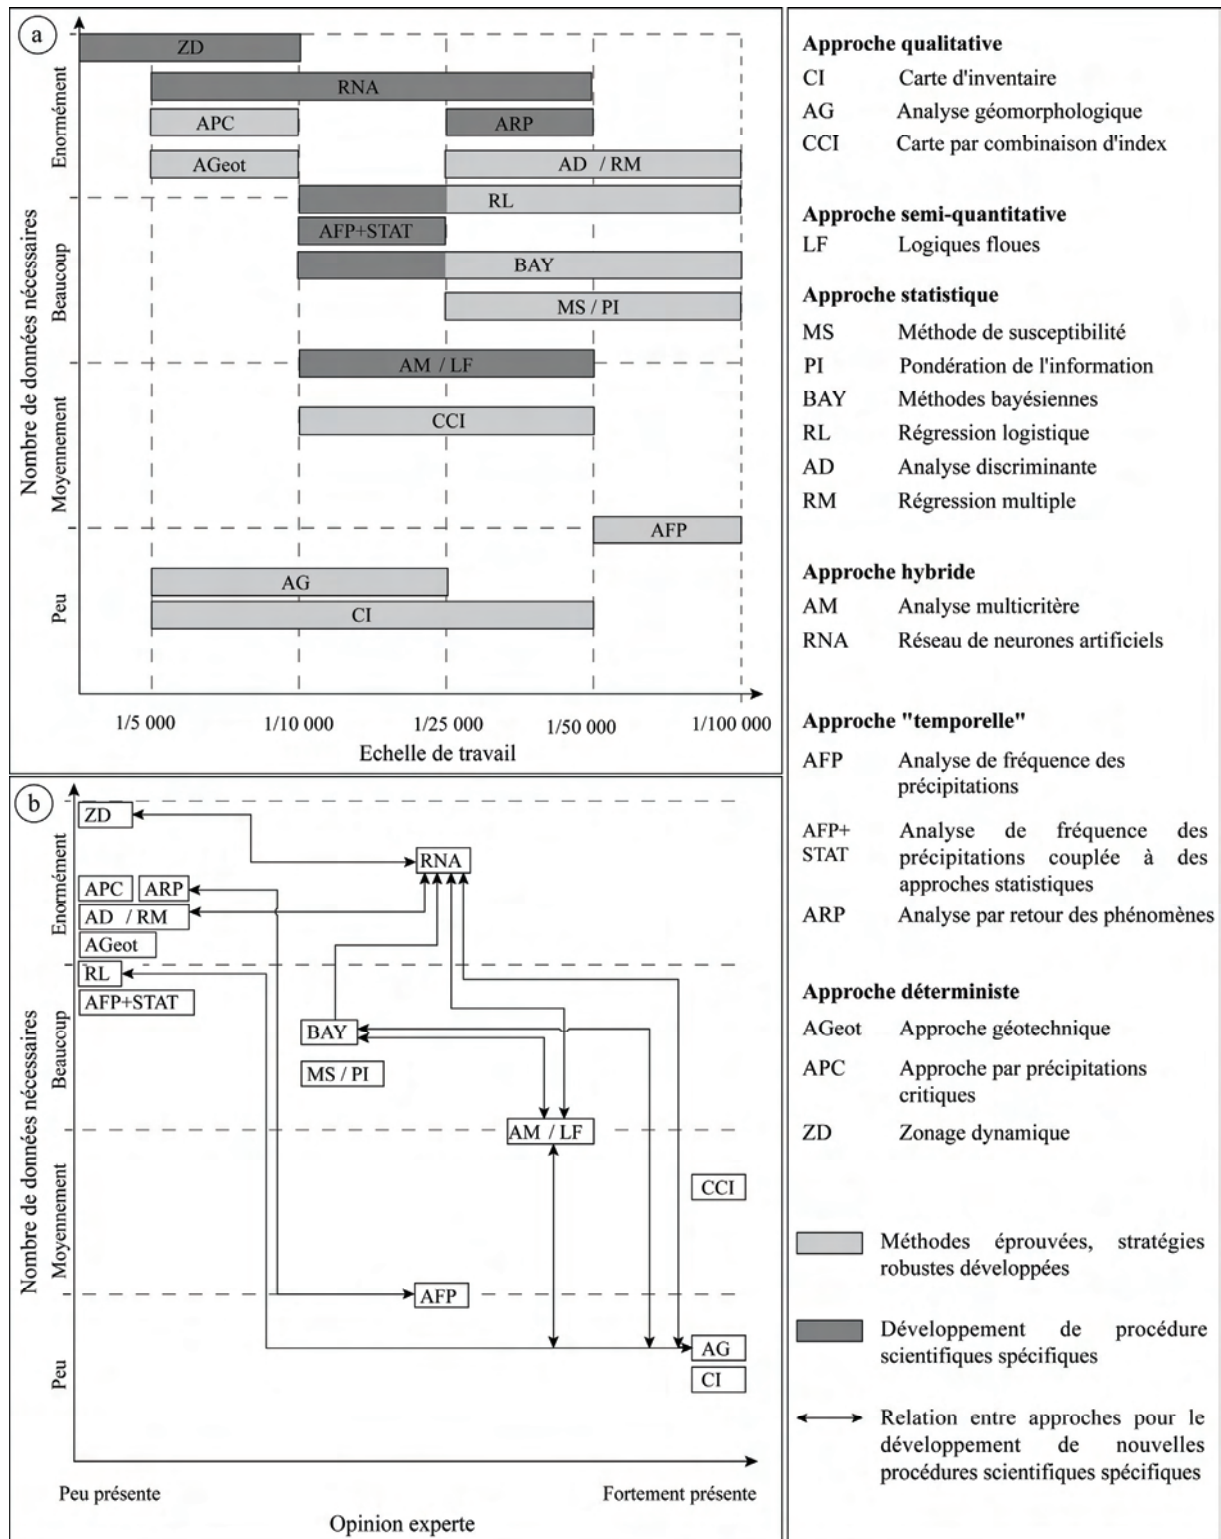 a
Nombre de données nécessaires
Enormément
Beaucoup
Moyennement
Peu
ZD
RNA
APC
ARP
AGeot
AD / RM
RL
AFP+STAT
BAY
MS / PI
AM / LF
CCI
AFP
AG
CI
1/5 000
1/10 000
1/25 000
1/50 000
1/100 000
Echelle de travail
b
Nombre de données nécessaires
Enormément
Beaucoup
Moyennement
Peu
ZD
RNA
APC
ARP
AD / RM
AGeot
RL
AFP+STAT
BAY
MS / PI
AM / LF
CCI
AFP
AG
CI
Peu présente
Fortement présente
Opinion experte
Approche qualitative
CI Carte d'inventaire
AG Analyse géomorphologique
CCI Carte par combinaison d'index
Approche semi-quantitative
LF Logiques floues
Approche statistique
MS Méthode de susceptibilité
PI Pondération de l'information
BAY Méthodes bayésiennes
RL Régression logistique
AD Analyse discriminante
RM Régression multiple
Approche hybride
AM Analyse multicritère
RNA Réseau de neurones artificiels
Approche "temporelle"
AFP Analyse de fréquence des
précipitations
AFP+ Analyse de fréquence des
STAT précipitations couplée à des
approches statistiques
ARP Analyse par retour des phénomènes
Approche déterministe
AGeot Approche géotechnique
APC Approche par précipitations
critiques
ZD Zonage dynamique
Méthodes éprouvées, stratégies
robustes développées
Développement de procédure
scientifiques spécifiques
Relation entre approches pour le
développement de nouvelles
procédures scientifiques spécifiques